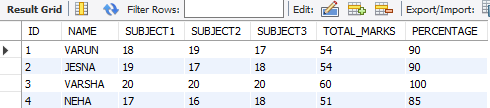 Result Grid Filter Rows: Edit: Export/Import:
ID NAME SUBJECT1 SUBJECT2 SUBJECT3 TOTAL_MARKS PERCENTAGE
1 VARUN 18 19 17 54 90
2 JESNA 19 17 18 54 90
3 VARSHA 20 20 20 60 100
4 NEHA 17 16 18 51 85